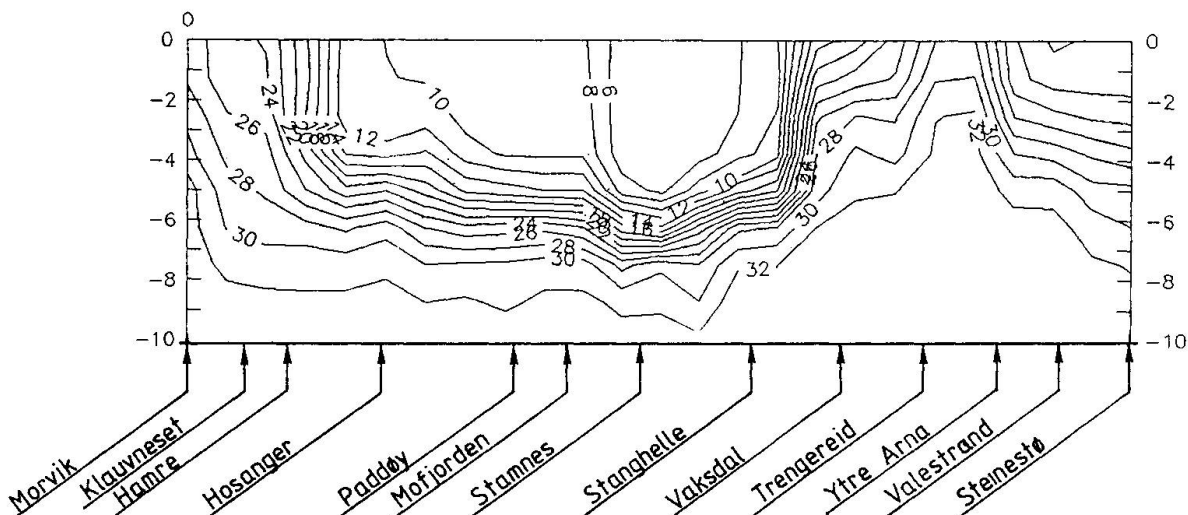 0
0
0
-2
-2
-4
-4
-6
-6
-8
-8
-10
-10
24
26
28
30
12
10
8
6
24
26
28
30
14
16
12
10
28
30
32
30
32
Morvik
Klauvneset
Hamre
Hosanger
Paddøy
Mofjorden
Stamnes
Stanghelle
Vaksdal
Trengereid
Ytre Arna
Valestrand
Steinestø